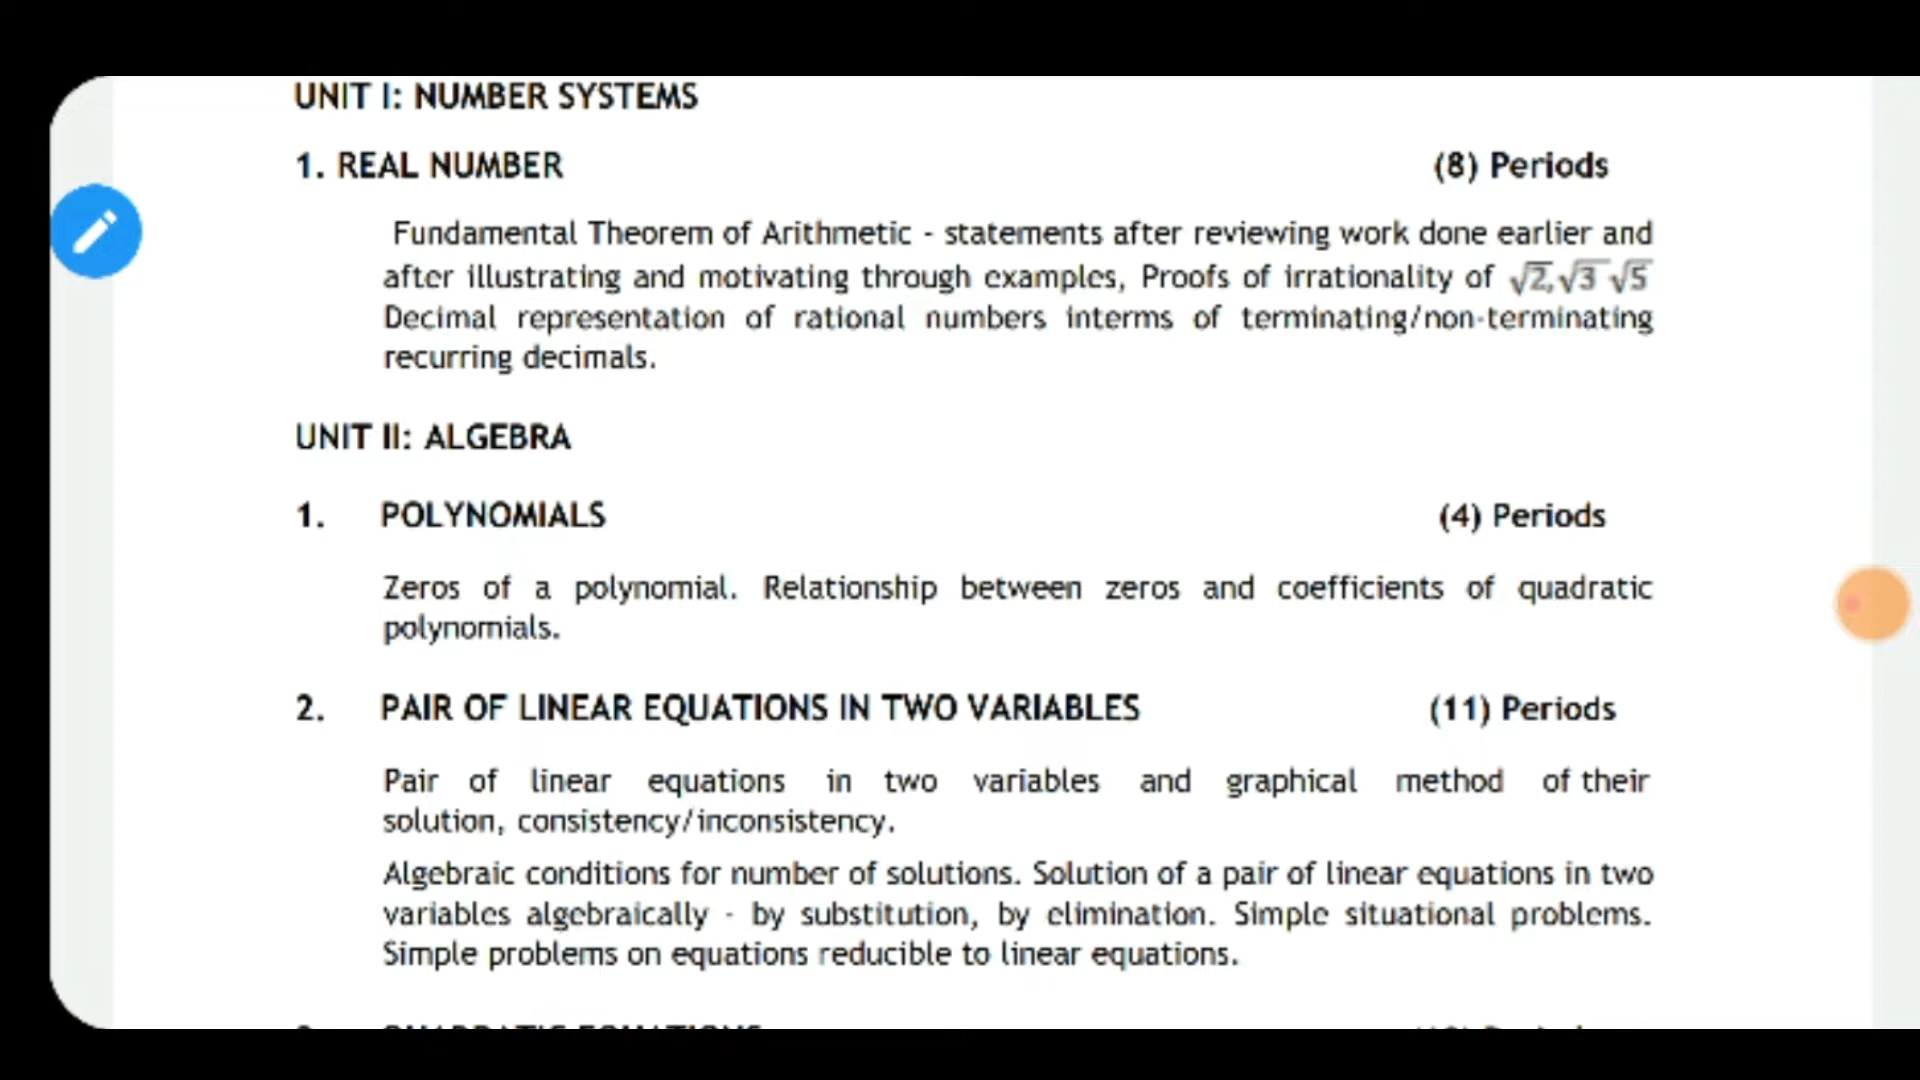 UNIT I: NUMBER SYSTEMS
1. REAL NUMBER (8) Periods
Fundamental Theorem of Arithmetic - statements after reviewing work done earlier and
after illustrating and motivating through examples, Proofs of irrationality of √2, √3 √5
Decimal representation of rational numbers interms of terminating/non-terminating
recurring decimals.
UNIT II: ALGEBRA
1. POLYNOMIALS (4) Periods
Zeros of a polynomial. Relationship between zeros and coefficients of quadratic
polynomials.
2. PAIR OF LINEAR EQUATIONS IN TWO VARIABLES (11) Periods
Pair of linear equations in two variables and graphical method of their
solution, consistency/inconsistency.
Algebraic conditions for number of solutions. Solution of a pair of linear equations in two
variables algebraically - by substitution, by elimination. Simple situational problems.
Simple problems on equations reducible to linear equations.